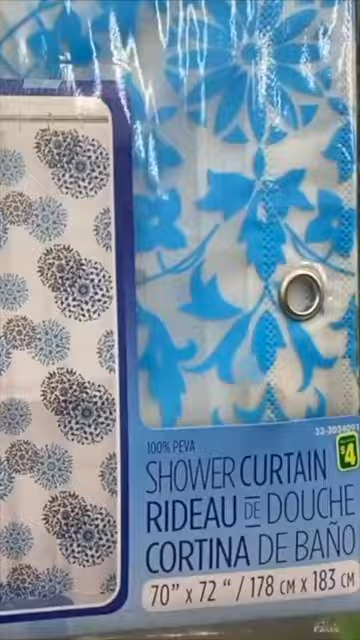 33-3024091
100% PEVA
$4
SHOWER CURTAIN
RIDEAU DE DOUCHE
CORTINA DE BAÑO
70" x 72 " / 178 CM x 183 CM